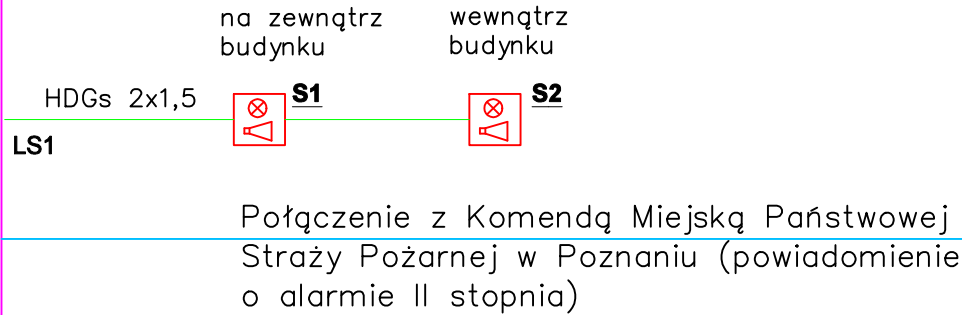 na zewnątrz
budynku
wewnątrz
budynku
HDGs 2x1,5
S1
S2
LS1
Połączenie z Komendą Miejską Państwowej
Straży Pożarnej w Poznaniu (powiadomienie
o alarmie II stopnia)